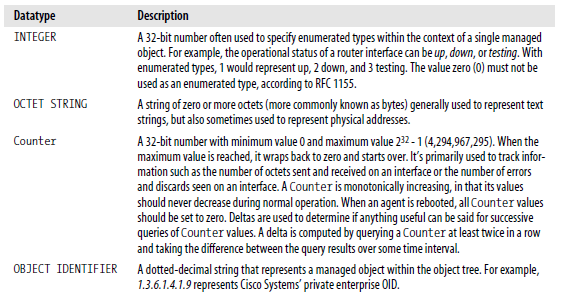 Datatype Description
INTEGER A 32-bit number often used to specify enumerated types within the context of a single managed
object. For example, the operational status of a router interface can be up, down, or testing. With
enumerated types, 1 would represent up, 2 down, and 3 testing. The value zero (0) must not be
used as an enumerated type, according to RFC 1155.
OCTET STRING A string of zero or more octets (more commonly known as bytes) generally used to represent text
strings, but also sometimes used to represent physical addresses.
Counter A 32-bit number with minimum value 0 and maximum value 2³² - 1 (4,294,967,295). When the
maximum value is reached, it wraps back to zero and starts over. It’s primarily used to track infor-
mation such as the number of octets sent and received on an interface or the number of errors
and discards seen on an interface. A Counter is monotonically increasing, in that its values
should never decrease during normal operation. When an agent is rebooted, all Counter values
should be set to zero. Deltas are used to determine if anything useful can be said for successive
queries of Counter values. A delta is computed by querying a Counter at least twice in a row
and taking the difference between the query results over some time interval.
OBJECT IDENTIFIER A dotted-decimal string that represents a managed object within the object tree. For example,
1.3.6.1.4.1.9 represents Cisco Systems’ private enterprise OID.